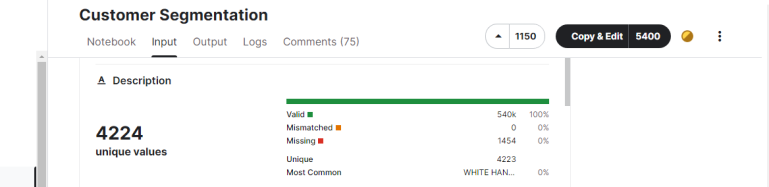 Customer Segmentation
Notebook Input Output Logs Comments (75)
1150
Copy & Edit 5400
A Description
4224
unique values
Valid 540k 100%
Mismatched 0 0%
Missing 1454 0%
Unique 4223
Most Common WHITE HAN... 0%